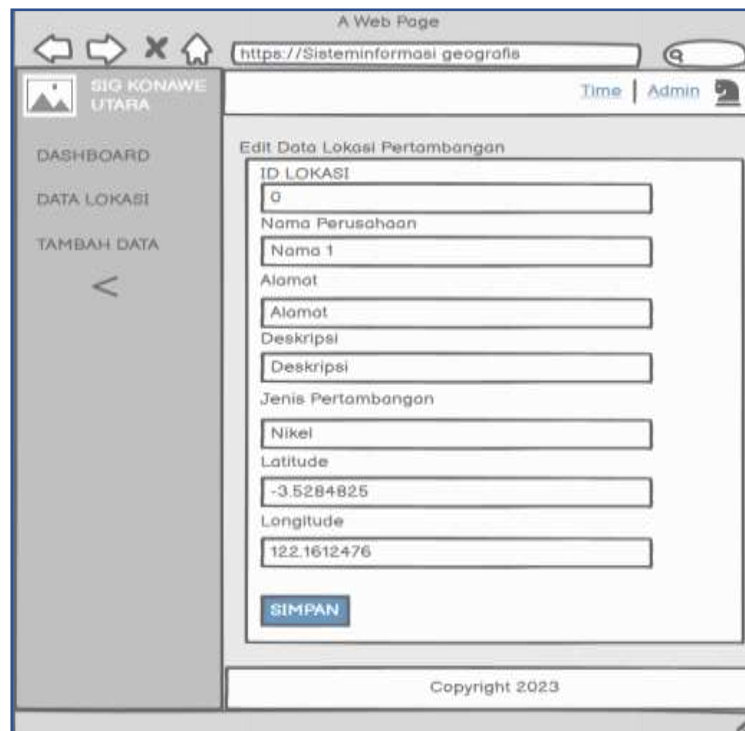 A Web Page
https://Sisteminformasi geografis
SIG KONAWE
UTARA
Time | Admin
DASHBOARD
DATA LOKASI
TAMBAH DATA
<
Edit Data Lokasi Pertambangan
ID LOKASI
0
Nama Perusahaan
Nama 1
Alamat
Alamat
Deskripsi
Deskripsi
Jenis Pertambangan
Nikel
Latitude
-3.5284825
Longitude
122.1612476
SIMPAN
Copyright 2023